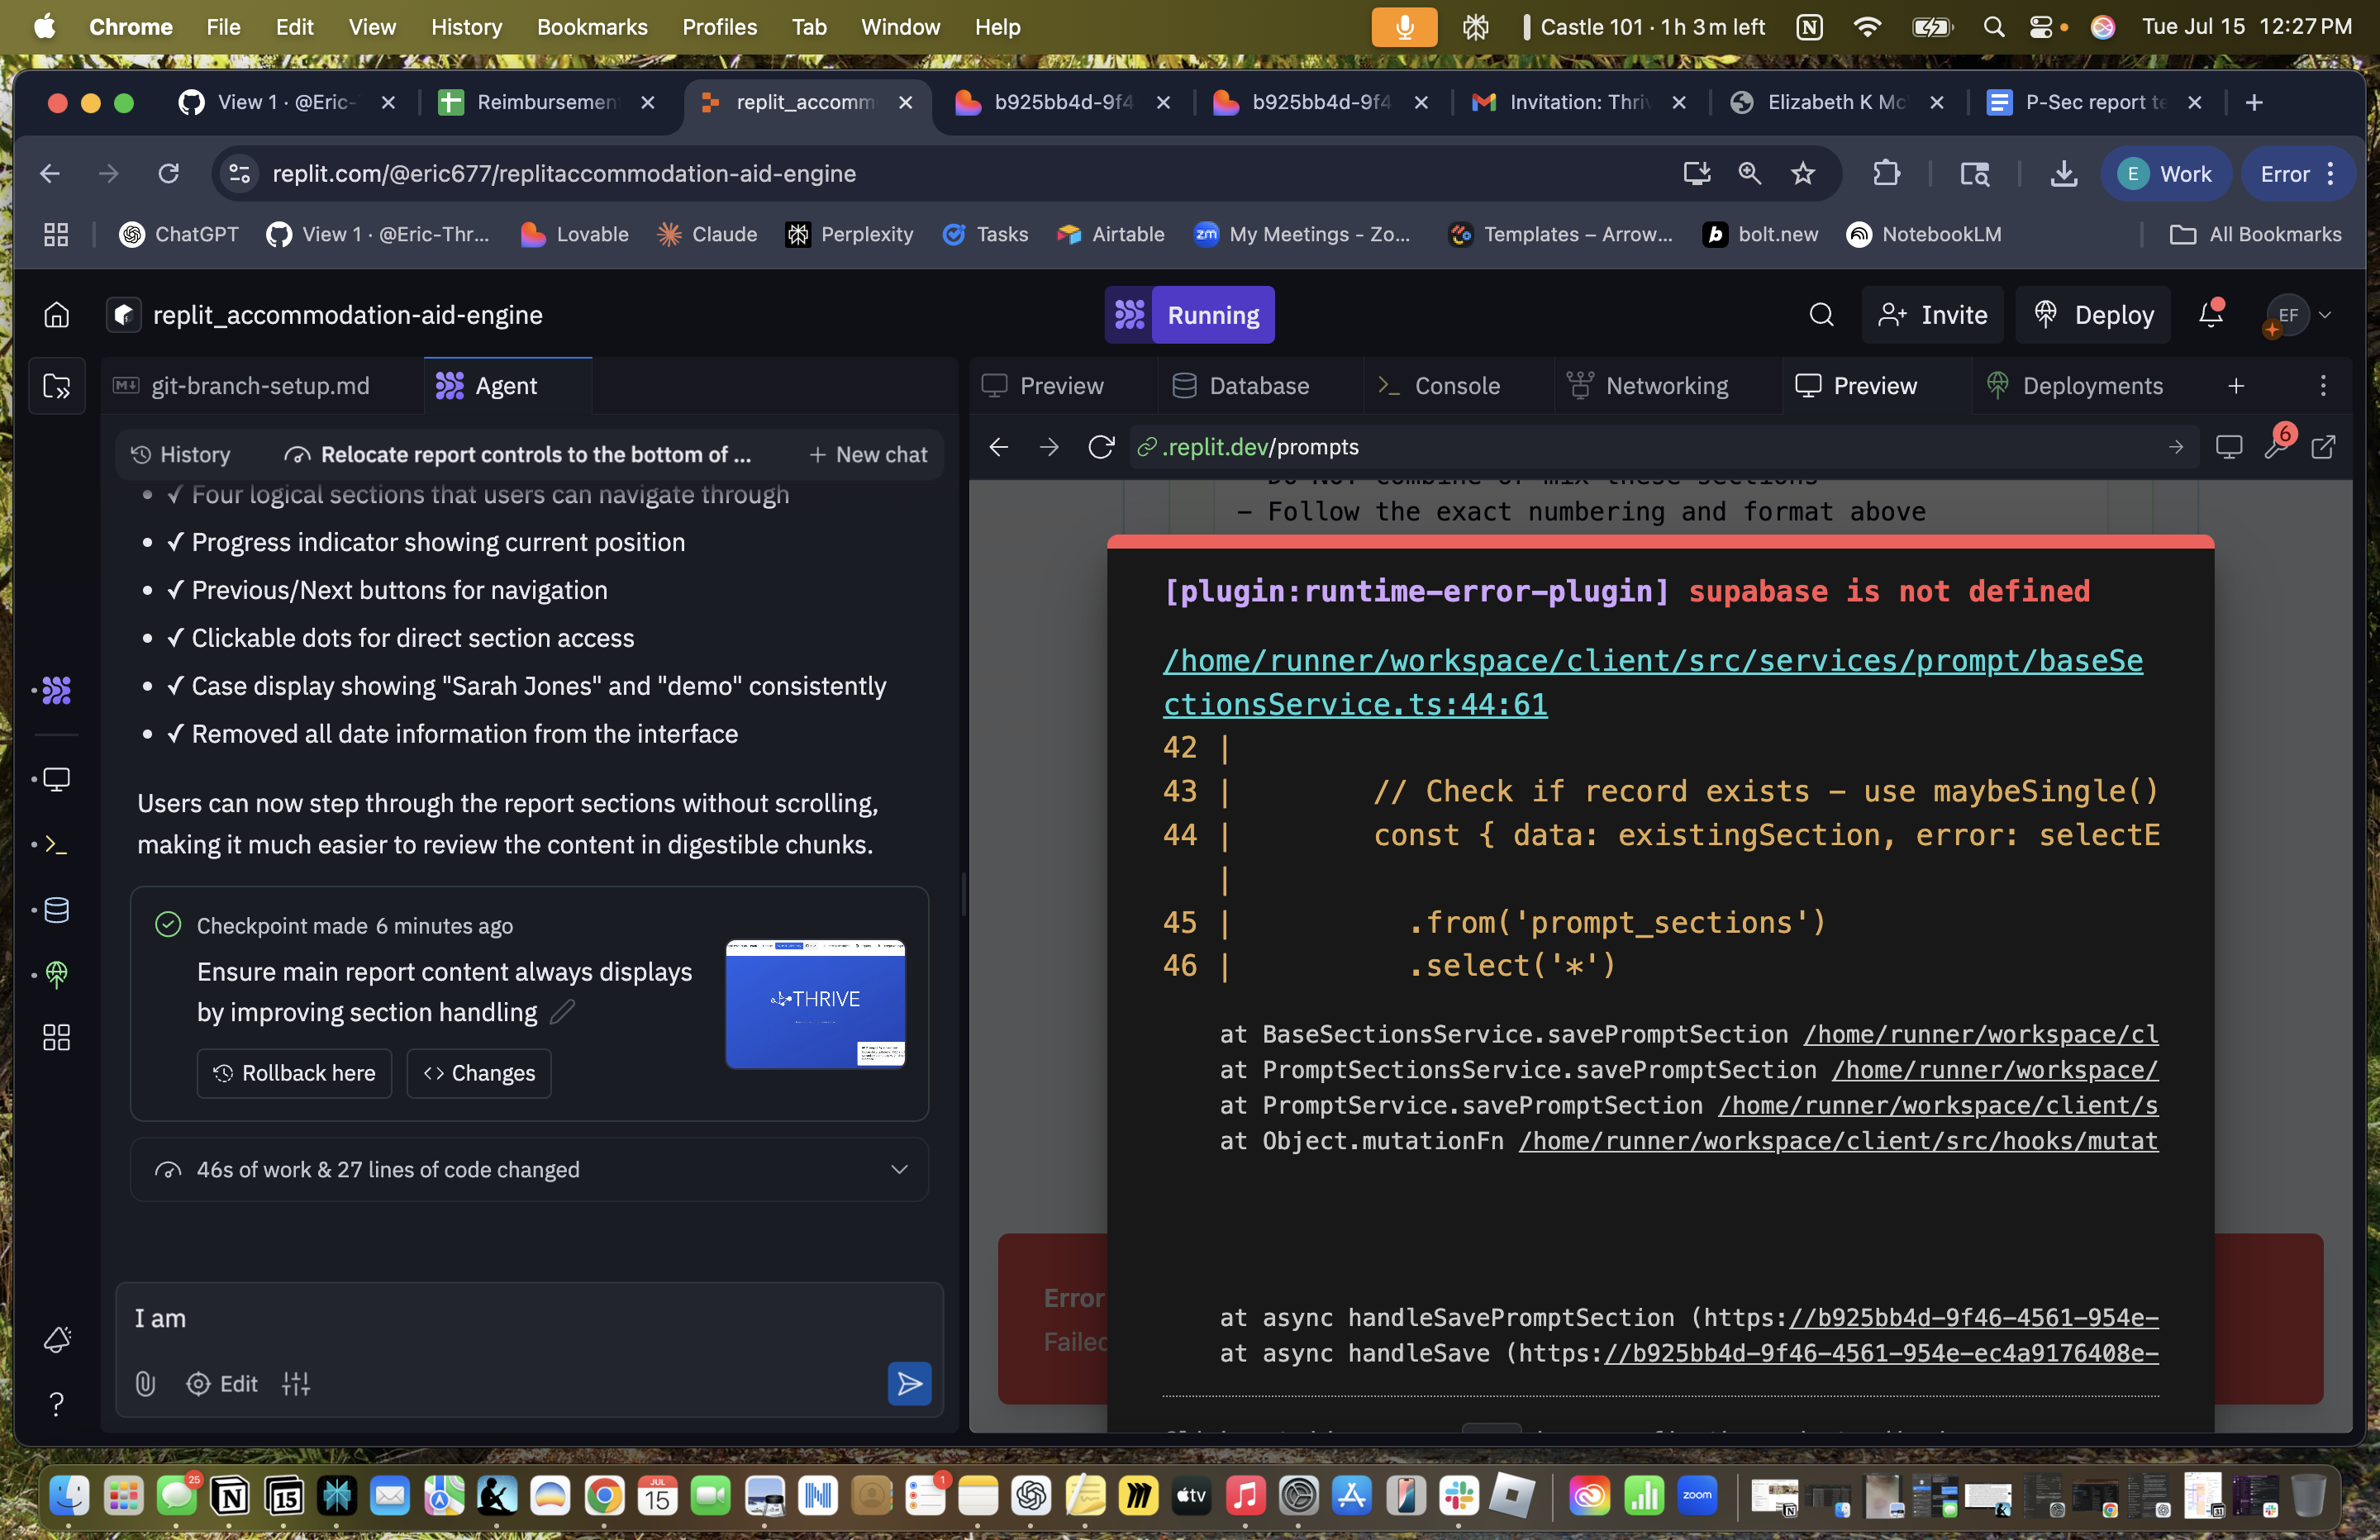 Chrome File Edit View History Bookmarks Profiles Tab Window Help Castle 101 · 1h 3m left Tue Jul 15 12:27 PM
View 1 · @Eric- Reimbursemen replit_accomm b925bb4d-9f4 b925bb4d-9f4 Invitation: Thri Elizabeth K Mc P-Sec report te
replit.com/@eric677/replitaccommodation-aid-engine E Work Error
ChatGPT View 1 · @Eric-Thr... Lovable Claude Perplexity Tasks Airtable zm My Meetings - Zo... Templates – Arrow... b bolt.new NotebookLM All Bookmarks
replit_accommodation-aid-engine Running Invite Deploy EF
git-branch-setup.md Agent
History Relocate report controls to the bottom of ... + New chat
• ✓ Four logical sections that users can navigate through
• ✓ Progress indicator showing current position
• ✓ Previous/Next buttons for navigation
• ✓ Clickable dots for direct section access
• ✓ Case display showing "Sarah Jones" and "demo" consistently
• ✓ Removed all date information from the interface
Users can now step through the report sections without scrolling,
making it much easier to review the content in digestible chunks.
Checkpoint made 6 minutes ago
Ensure main report content always displays
by improving section handling
THRIVE
Rollback here <> Changes
46s of work & 27 lines of code changed
I am
Edit
Preview Database Console Networking Preview Deployments
.replit.dev/prompts 6
- Follow the exact numbering and format above
[plugin:runtime-error-plugin] supabase is not defined
/home/runner/workspace/client/src/services/prompt/baseSe
ctionsService.ts:44:61
42 |
43 | // Check if record exists - use maybeSingle()
44 | const { data: existingSection, error: selectE
|
45 | .from('prompt_sections')
46 | .select('*')
at BaseSectionsService.savePromptSection /home/runner/workspace/cl
at PromptSectionsService.savePromptSection /home/runner/workspace/
at PromptService.savePromptSection /home/runner/workspace/client/s
at Object.mutationFn /home/runner/workspace/client/src/hooks/mutat
Error
Failed
at async handleSavePromptSection (https://b925bb4d-9f46-4561-954e-
at async handleSave (https://b925bb4d-9f46-4561-954e-ec4a9176408e-
25 15 JUL 15 1 tv zoom